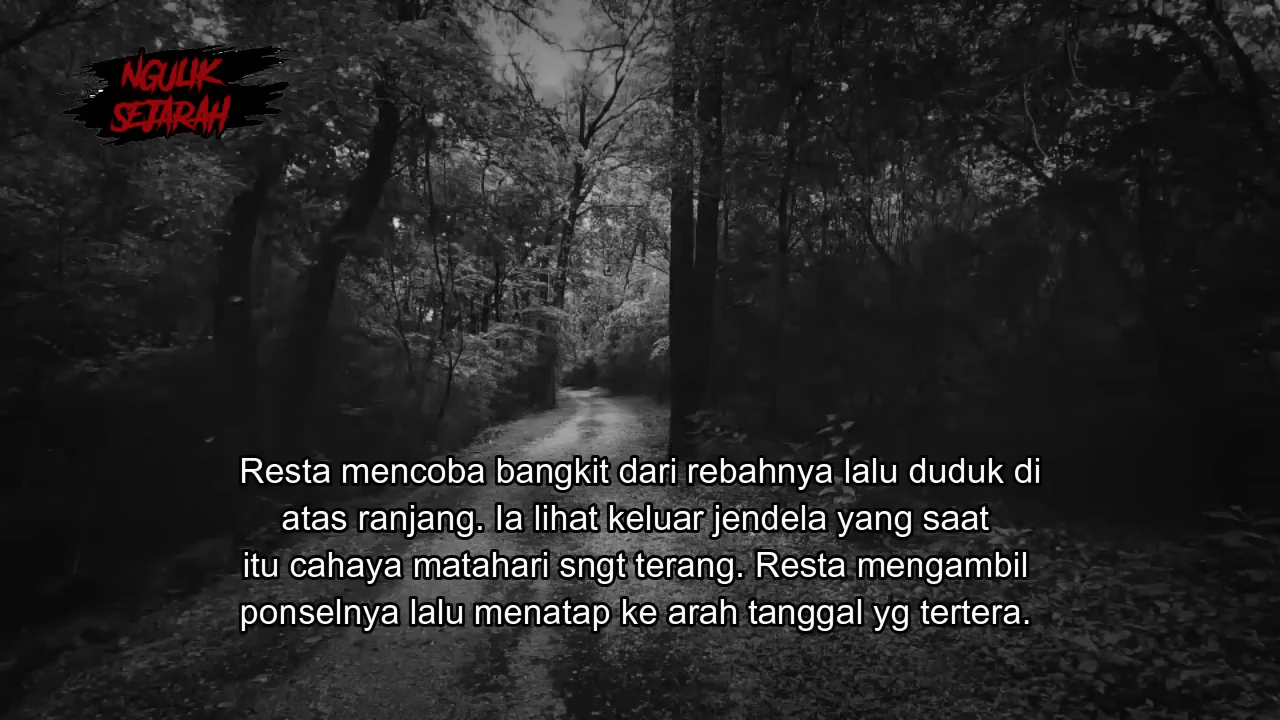 NGULIK
SEJARAH
Resta mencoba bangkit dari rebahnya lalu duduk di
atas ranjang. Ia lihat keluar jendela yang saat
itu cahaya matahari sngt terang. Resta mengambil
ponselnya lalu menatap ke arah tanggal yg tertera.